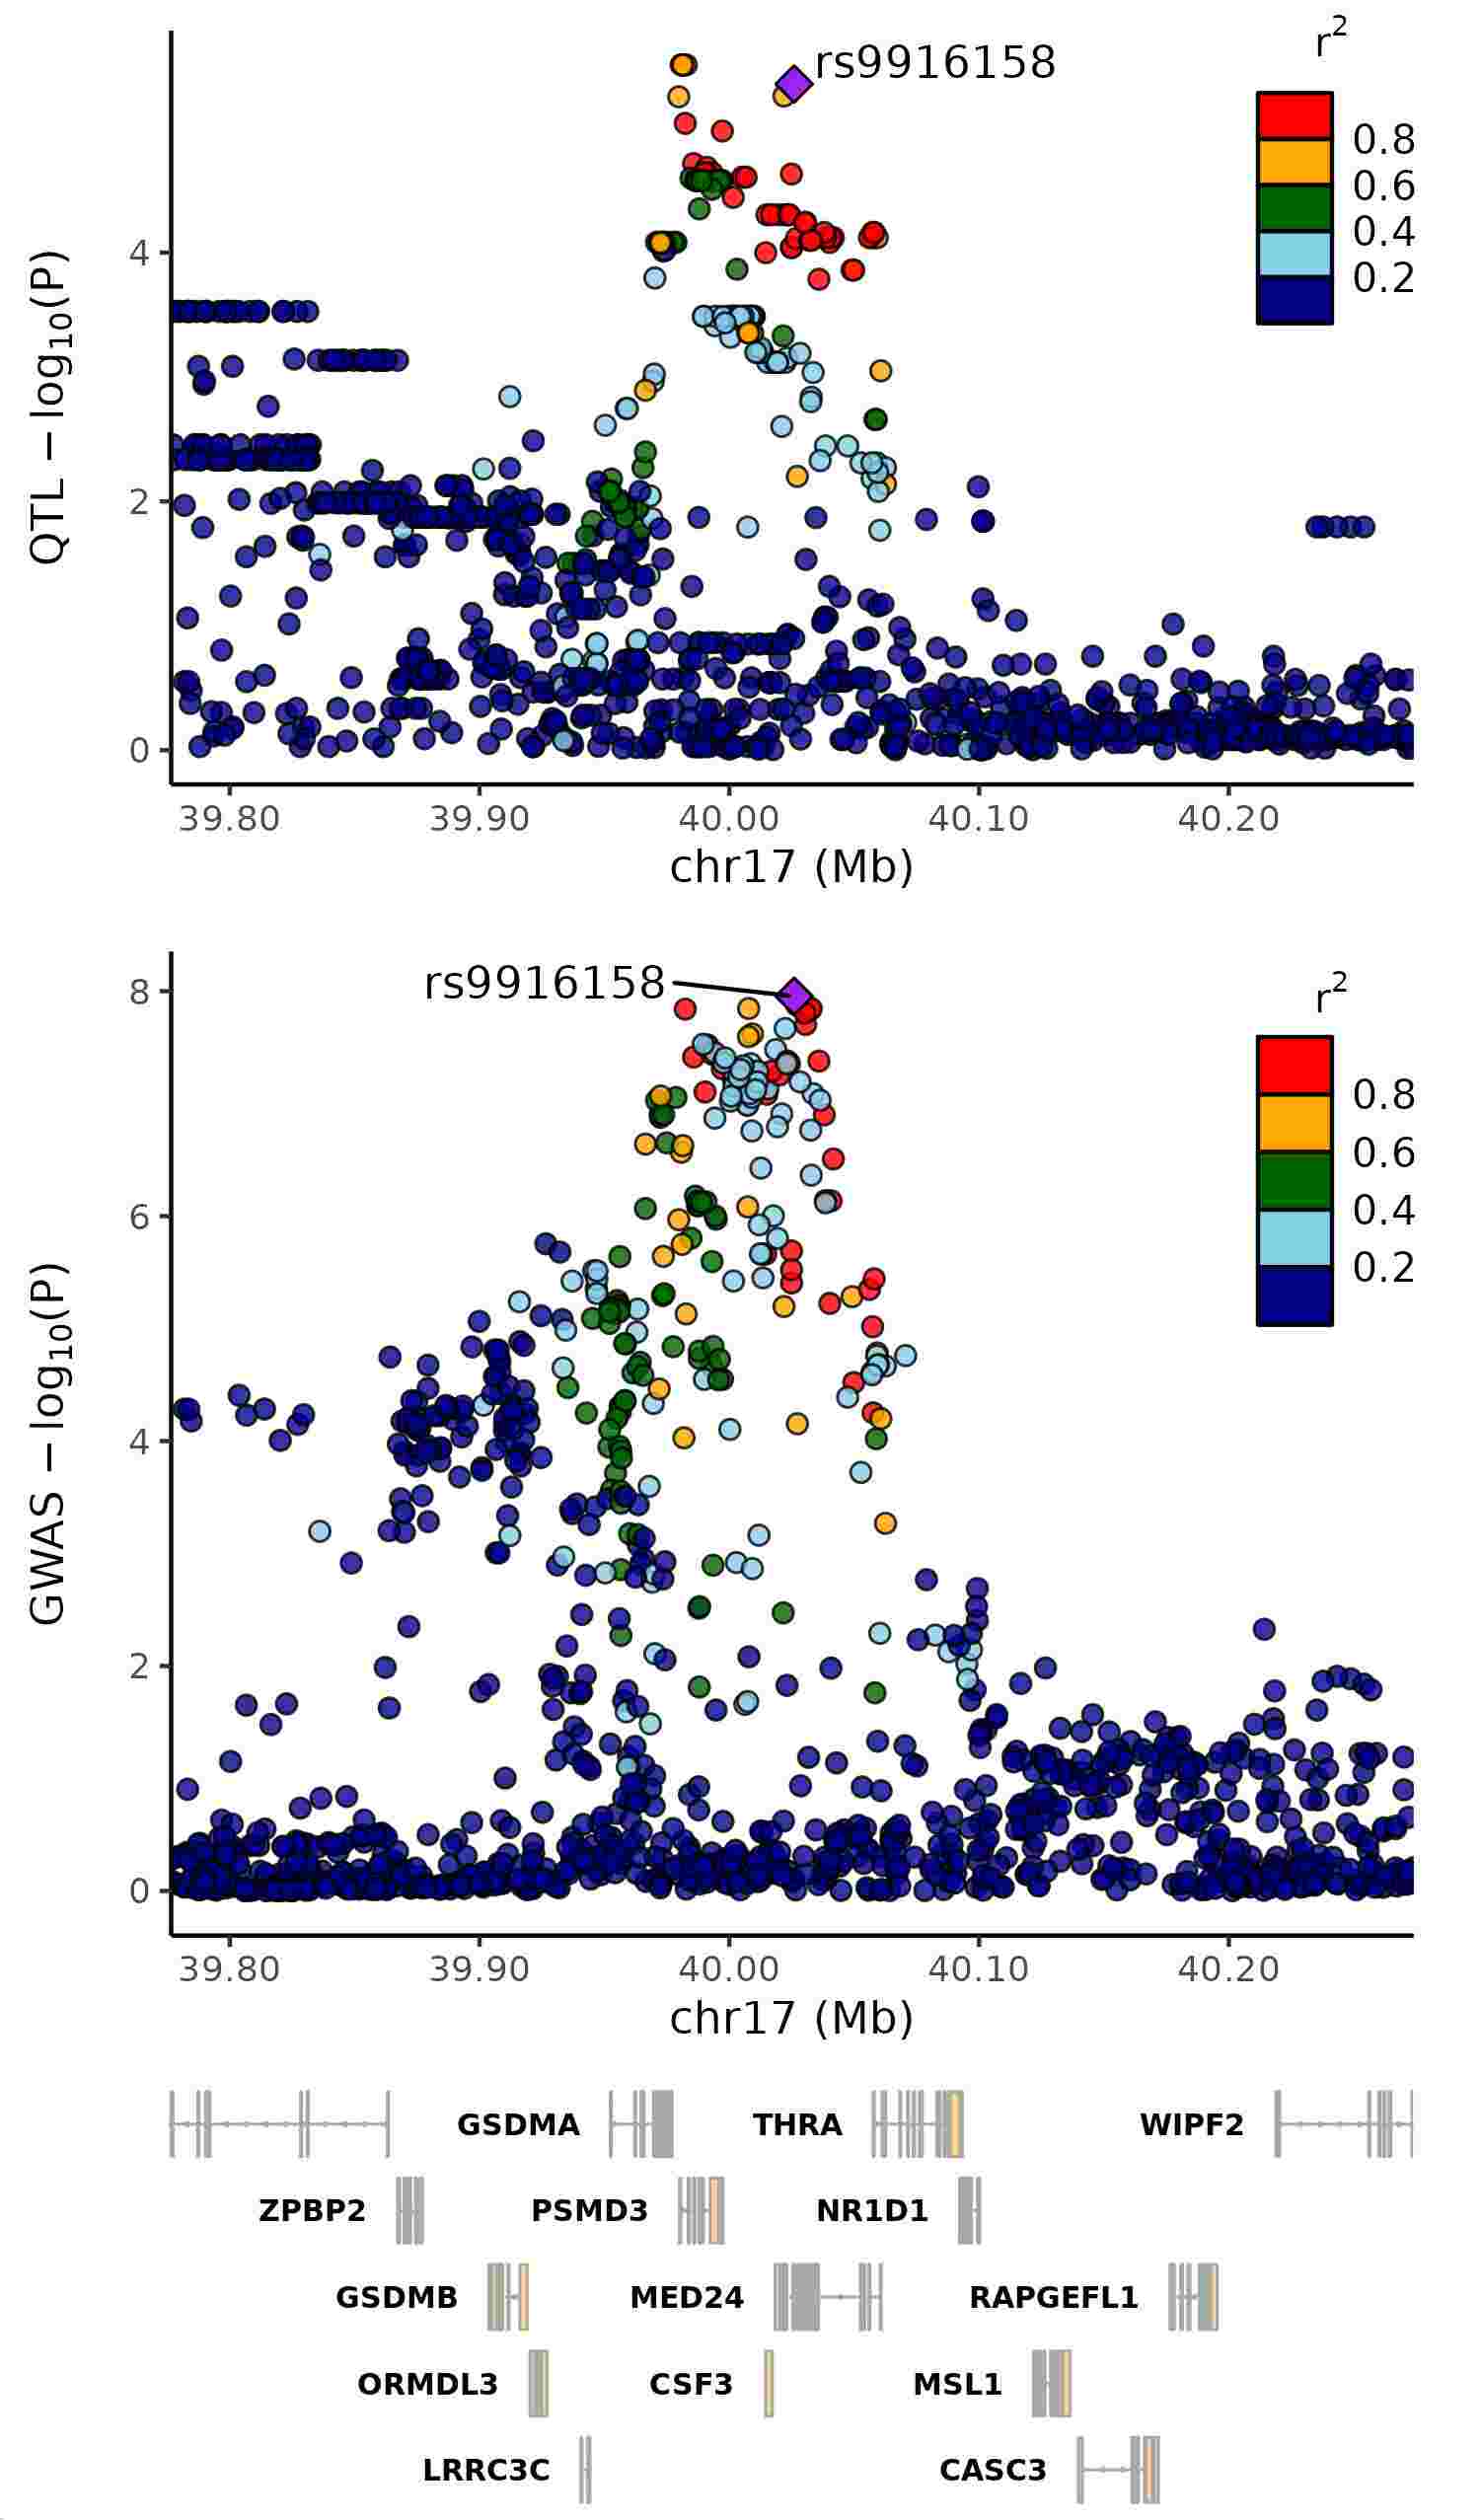 r2
rs9916158
0.8
0.6
0.4
0.2
QTL − log10(P)
4
2
0
39.80 39.90 40.00 40.10 40.20
chr17 (Mb)
rs9916158
r2
0.8
0.6
0.4
0.2
GWAS − log10(P)
8
6
4
2
0
39.80 39.90 40.00 40.10 40.20
chr17 (Mb)
GSDMA THRA WIPF2
ZPBP2 PSMD3 NR1D1
GSDMB MED24 RAPGEFL1
ORMDL3 CSF3 MSL1
LRRC3C CASC3